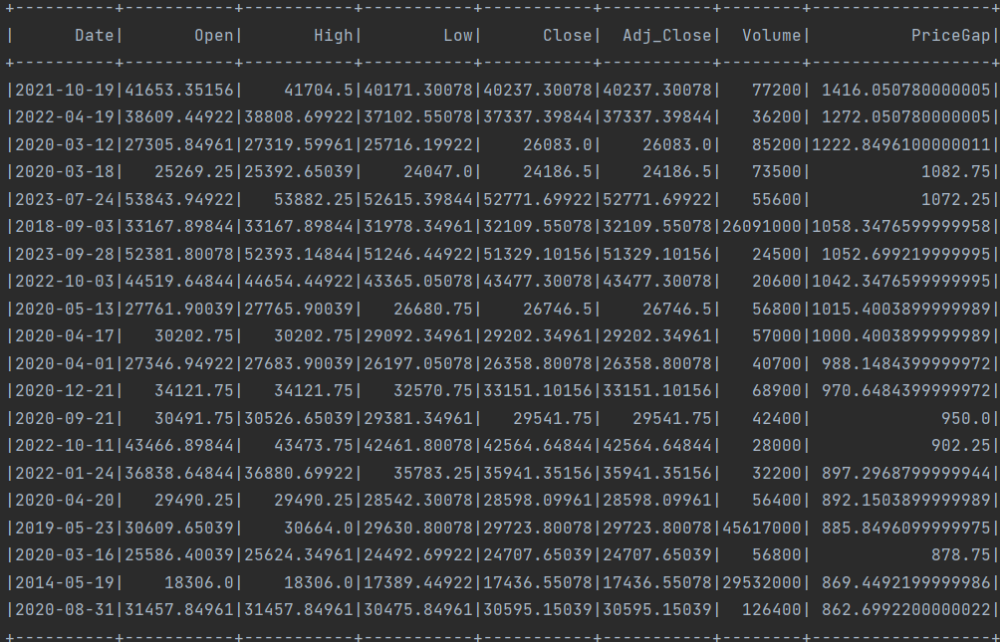 +----------+-----------+-----------+-----------+-----------+-----------+--------+------------------+
|      Date|       Open|       High|        Low|      Close|  Adj_Close|  Volume|          PriceGap|
+----------+-----------+-----------+-----------+-----------+-----------+--------+------------------+
|2021-10-19|41653.35156|    41704.5|40171.30078|40237.30078|40237.30078|   77200| 1416.050780000005|
|2022-04-19|38609.44922|38808.69922|37102.55078|37337.39844|37337.39844|   36200| 1272.050780000005|
|2020-03-12|27305.84961|27319.59961|25716.19922|    26083.0|    26083.0|   85200|1222.8496100000011|
|2020-03-18|   25269.25|25392.65039|    24047.0|    24186.5|    24186.5|   73500|           1082.75|
|2023-07-24|53843.94922|   53882.25|52615.39844|52771.69922|52771.69922|   55600|           1072.25|
|2018-09-03|33167.89844|33167.89844|31978.34961|32109.55078|32109.55078|26091000|1058.3476599999958|
|2023-09-28|52381.80078|52393.14844|51246.44922|51329.10156|51329.10156|   24500| 1052.699219999995|
|2022-10-03|44519.64844|44654.44922|43365.05078|43477.30078|43477.30078|   20600|1042.3476599999995|
|2020-05-13|27761.90039|27765.90039|   26680.75|    26746.5|    26746.5|   56800|1015.4003899999989|
|2020-04-17|   30202.75|   30202.75|29092.34961|29202.34961|29202.34961|   57000|1000.4003899999989|
|2020-04-01|27346.94922|27683.90039|26197.05078|26358.80078|26358.80078|   40700| 988.1484399999972|
|2020-12-21|   34121.75|   34121.75|   32570.75|33151.10156|33151.10156|   68900| 970.6484399999972|
|2020-09-21|   30491.75|30526.65039|29381.34961|   29541.75|   29541.75|   42400|             950.0|
|2022-10-11|43466.89844|   43473.75|42461.80078|42564.64844|42564.64844|   28000|            902.25|
|2022-01-24|36838.64844|36880.69922|   35783.25|35941.35156|35941.35156|   32200| 897.2968799999944|
|2020-04-20|   29490.25|   29490.25|28542.30078|28598.09961|28598.09961|   56400| 892.1503899999989|
|2019-05-23|30609.65039|    30664.0|29630.80078|29723.80078|29723.80078|45617000| 885.8496099999975|
|2020-03-16|25586.40039|25624.34961|24492.69922|24707.65039|24707.65039|   56800|            878.75|
|2014-05-19|    18306.0|    18306.0|17389.44922|17436.55078|17436.55078|29532000| 869.4492199999986|
|2020-08-31|31457.84961|31457.84961|30475.84961|30595.15039|30595.15039|  126400| 862.6992200000022|
+----------+-----------+-----------+-----------+-----------+-----------+--------+------------------+